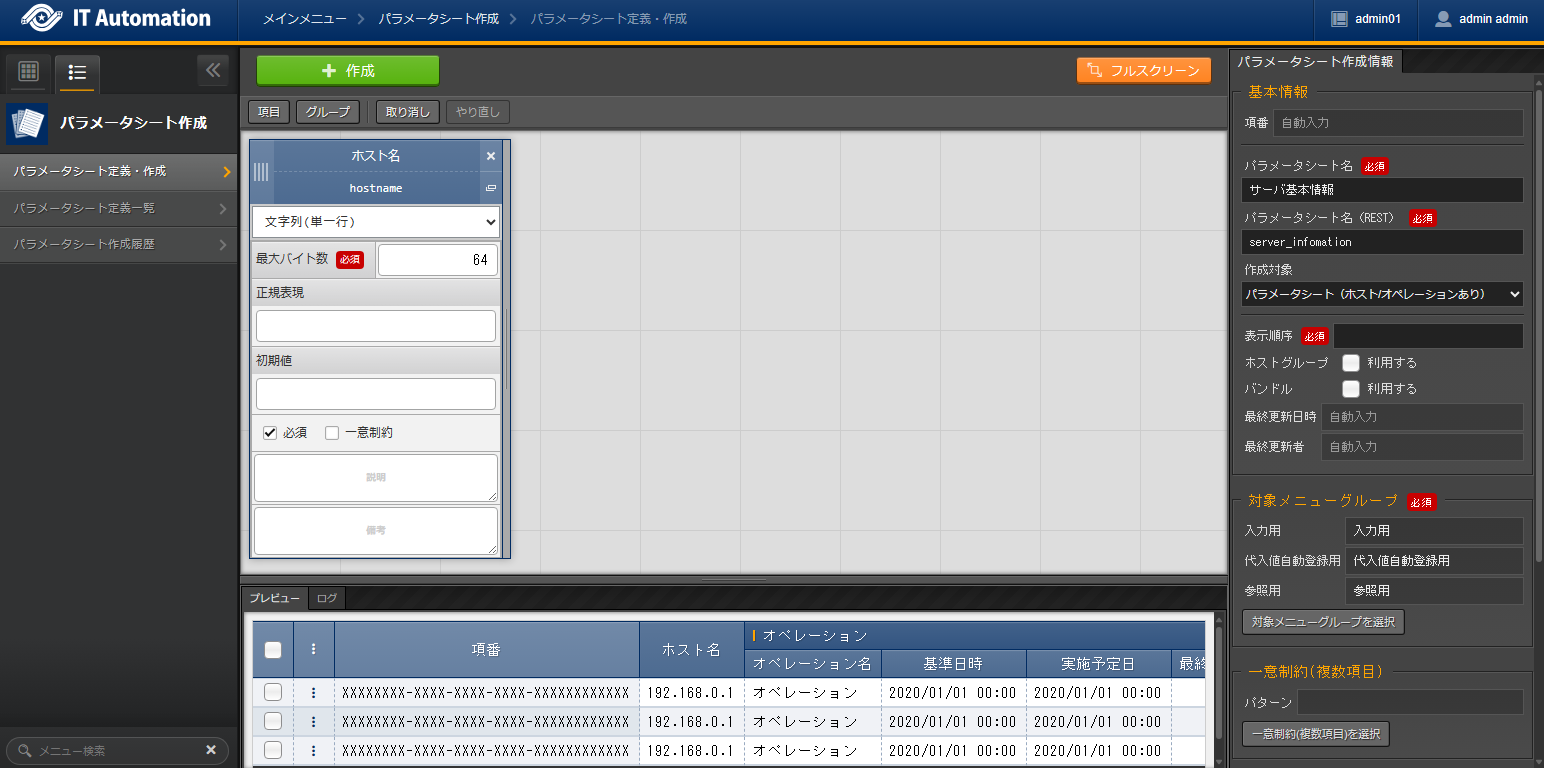 IT Automation
メインメニュー パラメータシート作成 パラメータシート定義・作成
admin01
admin admin
パラメータシート作成
パラメータシート定義・作成
パラメータシート定義一覧
パラメータシート作成履歴
メニュー検索
作成
フルスクリーン
項目 グループ 取り消し やり直し
ホスト名
hostname
文字列(単一行)
最大バイト数 必須 64
正規表現
初期値
必須 一意制約
説明
備考
プレビュー ログ
項番 ホスト名 オペレーション
オペレーション名 基準日時 実施予定日 最終
XXXXXXXX-XXXX-XXXX-XXXX-XXXXXXXXXXXX 192.168.0.1 オペレーション 2020/01/01 00:00 2020/01/01 00:00
XXXXXXXX-XXXX-XXXX-XXXX-XXXXXXXXXXXX 192.168.0.1 オペレーション 2020/01/01 00:00 2020/01/01 00:00
XXXXXXXX-XXXX-XXXX-XXXX-XXXXXXXXXXXX 192.168.0.1 オペレーション 2020/01/01 00:00 2020/01/01 00:00
パラメータシート作成情報
基本情報
項番 自動入力
パラメータシート名 必須
サーバ基本情報
パラメータシート名（REST） 必須
server_infomation
作成対象
パラメータシート（ホスト/オペレーションあり）
表示順序 必須
ホストグループ 利用する
バンドル 利用する
最終更新日時 自動入力
最終更新者 自動入力
対象メニューグループ 必須
入力用 入力用
代入値自動登録用 代入値自動登録用
参照用 参照用
対象メニューグループを選択
一意制約(複数項目)
パターン
一意制約(複数項目)を選択